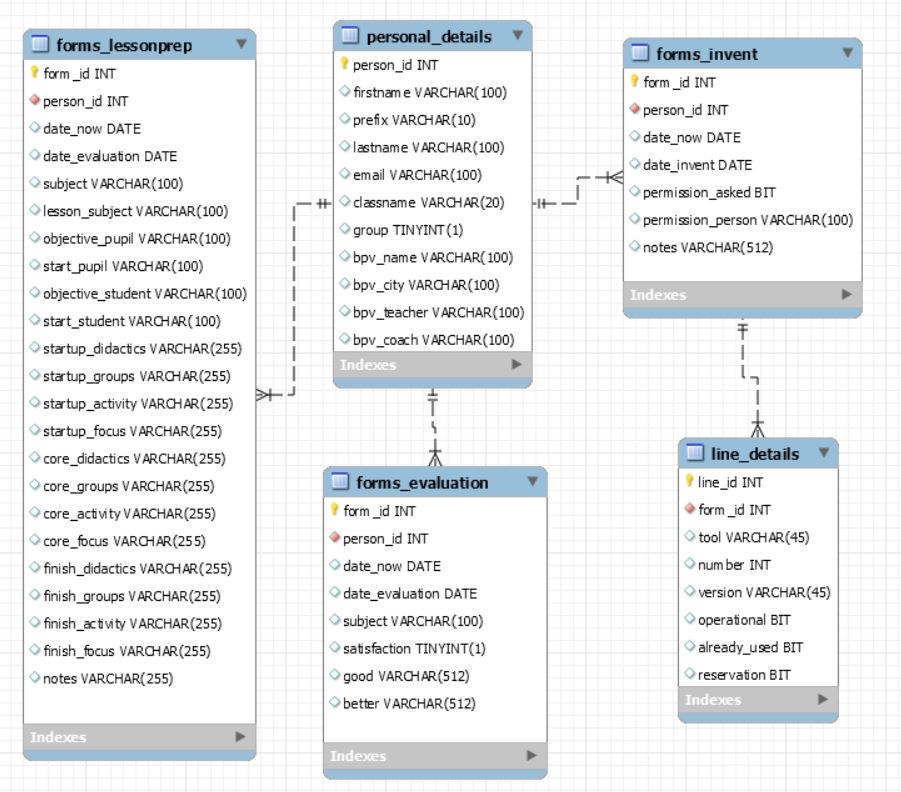 forms_lessonprep
form_id INT
person_id INT
date_now DATE
date_evaluation DATE
subject VARCHAR(100)
lesson_subject VARCHAR(100)
objective_pupil VARCHAR(100)
start_pupil VARCHAR(100)
objective_student VARCHAR(100)
start_student VARCHAR(100)
startup_didactics VARCHAR(255)
startup_groups VARCHAR(255)
startup_activity VARCHAR(255)
startup_focus VARCHAR(255)
core_didactics VARCHAR(255)
core_groups VARCHAR(255)
core_activity VARCHAR(255)
core_focus VARCHAR(255)
finish_didactics VARCHAR(255)
finish_groups VARCHAR(255)
finish_activity VARCHAR(255)
finish_focus VARCHAR(255)
notes VARCHAR(255)
Indexes
personal_details
person_id INT
firstname VARCHAR(100)
prefix VARCHAR(10)
lastname VARCHAR(100)
email VARCHAR(100)
classname VARCHAR(20)
group TINYINT(1)
bpv_name VARCHAR(100)
bpv_city VARCHAR(100)
bpv_teacher VARCHAR(100)
bpv_coach VARCHAR(100)
Indexes
forms_evaluation
form_id INT
person_id INT
date_now DATE
date_evaluation DATE
subject VARCHAR(100)
satisfaction TINYINT(1)
good VARCHAR(512)
better VARCHAR(512)
Indexes
forms_invent
form_id INT
person_id INT
date_now DATE
date_invent DATE
permission_asked BIT
permission_person VARCHAR(100)
notes VARCHAR(512)
Indexes
line_details
line_id INT
form_id INT
tool VARCHAR(45)
number INT
version VARCHAR(45)
operational BIT
already_used BIT
reservation BIT
Indexes